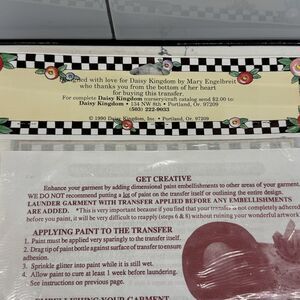 Designed with love for Daisy Kingdom by Mary Engelbreit
who thanks you from the bottom of her heart
for buying this transfer.
For complete Daisy Kingdom nursery/craft catalog send $2.00 to
Daisy Kingdom • 134 NW 8th • Portland, Or. 97209
(503) 222-9033
© 1990 Daisy Kingdom, Inc. • Portland, Or. 97209
GET CREATIVE
Enhance your garment by adding dimensional paint embellishments to other areas of your garment.
WE DO NOT recommend putting a lot of paint on the transfer itself or outlining the entire design.
LAUNDER GARMENT WITH TRANSFER APPLIED BEFORE ANY EMBELLISHMENTS
ARE ADDED. *This is very important because if you find that your transfer is not completely adhered
before you paint, it will be very difficult to reapply (steps 6 & 8) without ruining your wonderful artwork
APPLYING PAINT TO THE TRANSFER
1. Paint must be applied very sparingly to the transfer itself.
2. Drag tip of paint bottle against surface of transfer to ensure
adhesion.
3. Sprinkle glitter into paint while it is still wet.
4. Allow paint to cure at least 1 week before laundering.
See instructions on previous page.
EMBELLISHING YOUR GARMENT